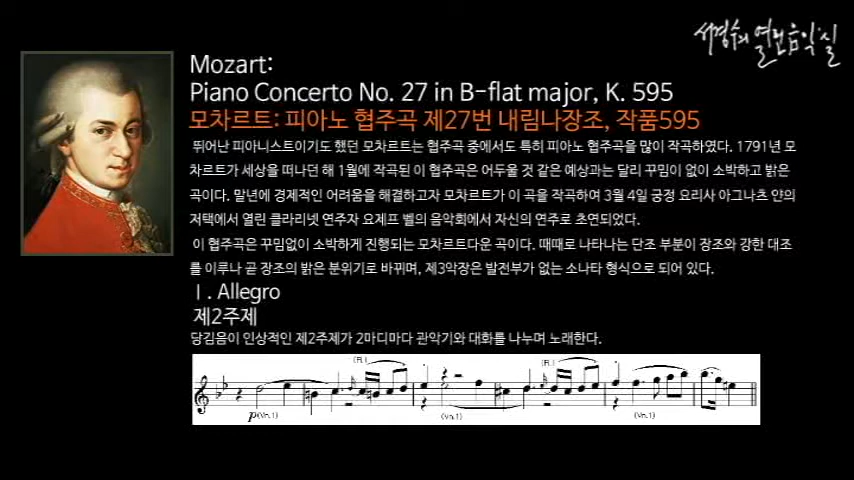 서경수의 열린음악실
Mozart:
Piano Concerto No. 27 in B-flat major, K. 595
모차르트: 피아노 협주곡 제27번 내림나장조, 작품595
뛰어난 피아니스트이기도 했던 모차르트는 협주곡 중에서도 특히 피아노 협주곡을 많이 작곡하였다. 1791년 모
차르트가 세상을 떠나던 해 1월에 작곡된 이 협주곡은 어두울 것 같은 예상과는 달리 꾸밈이 없이 소박하고 밝은
곡이다. 말년에 경제적인 어려움을 해결하고자 모차르트가 이 곡을 작곡하여 3월 4일 궁정 요리사 아그나츠 얀의
저택에서 열린 클라리넷 연주자 요제프 벨의 음악회에서 자신의 연주로 초연되었다.
이 협주곡은 꾸밈없이 소박하게 진행되는 모차르트다운 곡이다. 때때로 나타나는 단조 부분이 장조와 강한 대조
를 이루나 곧 장조의 밝은 분위기로 바뀌며, 제3악장은 발전부가 없는 소나타 형식으로 되어 있다.
Ⅰ. Allegro
제2주제
당김음이 인상적인 제2주제가 2마디마다 관악기와 대화를 나누며 노래한다.
(Fl.) (Fl.)
p(Vn.1) (Vn.1) (Vn.1)